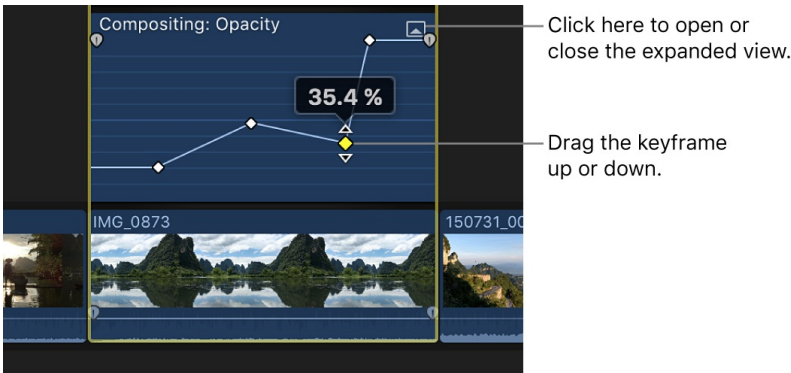 Compositing: Opacity
Click here to open or
close the expanded view.
35.4 %
Drag the keyframe
up or down.
IMG_0873
150731_00